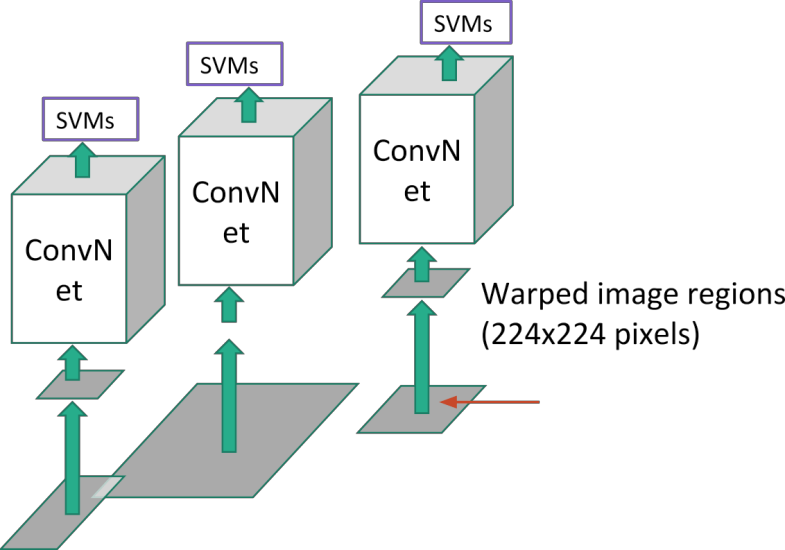 SVMs
SVMs
SVMs
ConvN
et
ConvN
et
ConvN
et
Warped image regions
(224x224 pixels)